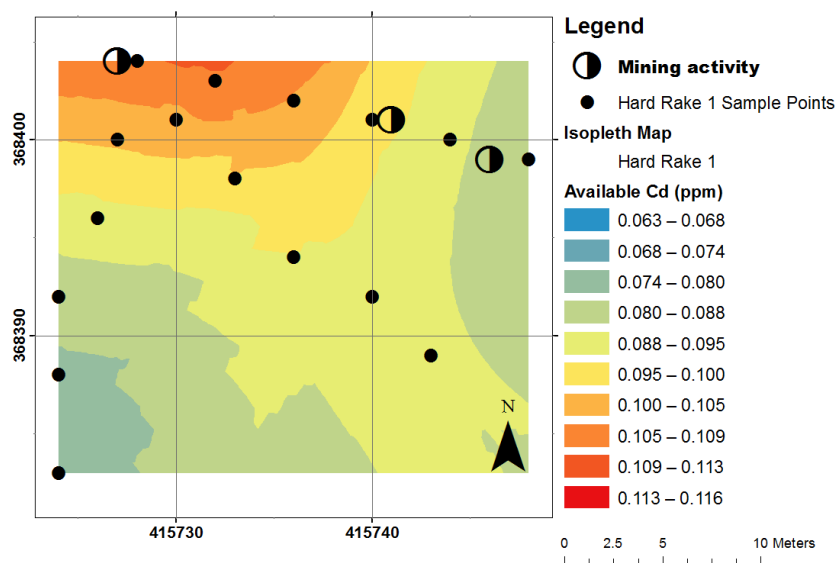 Legend
Mining activity
Hard Rake 1 Sample Points
Isopleth Map
Hard Rake 1
Available Cd (ppm)
0.063 – 0.068
0.068 – 0.074
0.074 – 0.080
0.080 – 0.088
0.088 – 0.095
0.095 – 0.100
0.100 – 0.105
0.105 – 0.109
0.109 – 0.113
0.113 – 0.116
368400
368390
N
415730 415740
0 2.5 5 10 Meters